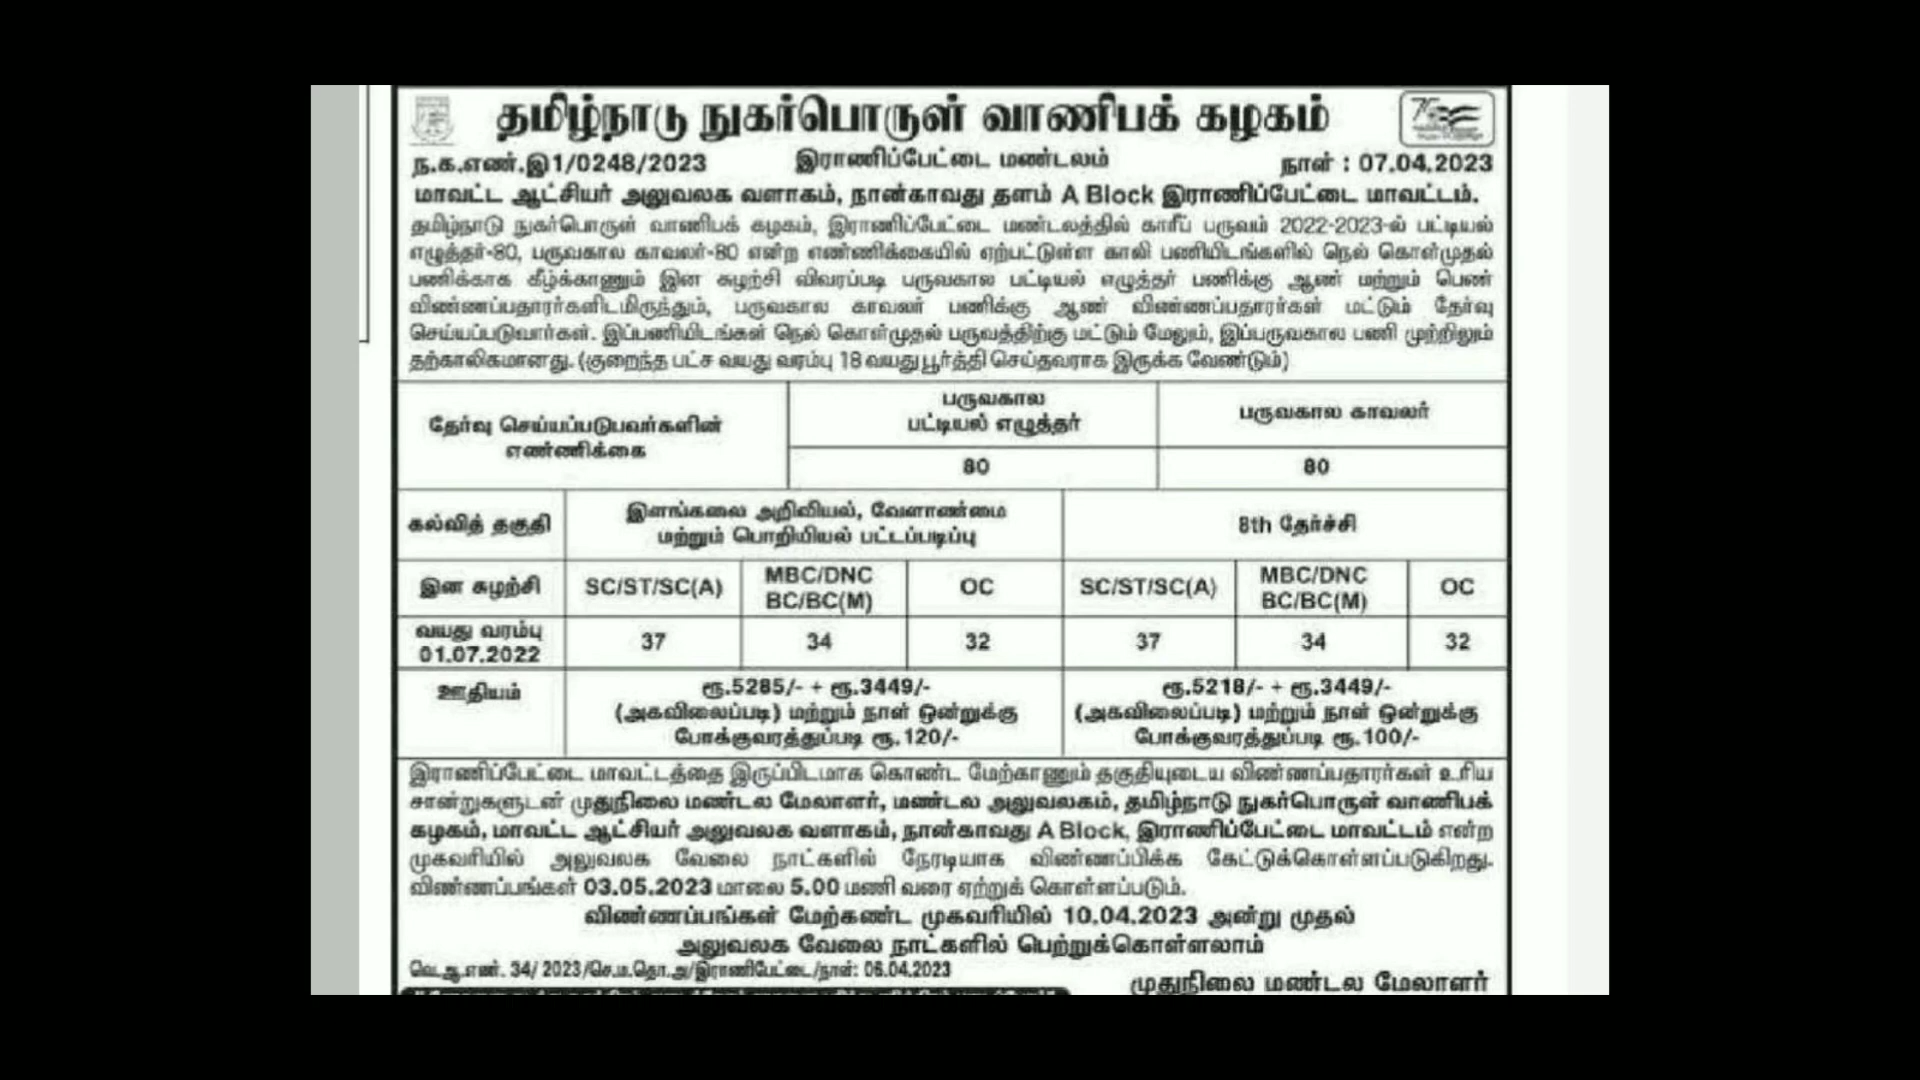 தமிழ்நாடு நுகர்பொருள் வாணிபக் கழகம்
ந.க.எண்.இ1/0248/2023 இராணிப்பேட்டை மண்டலம் நாள் : 07.04.2023
மாவட்ட ஆட்சியர் அலுவலக வளாகம், நான்காவது தளம் A Block இராணிப்பேட்டை மாவட்டம்.
தமிழ்நாடு நுகர்பொருள் வாணிபக் கழகம், இராணிப்பேட்டை மண்டலத்தில் காரீப் பருவம் 2022-2023-ல் பட்டியல்
எழுத்தர்-80, பருவகால காவலர்-80 என்ற எண்ணிக்கையில் ஏற்பட்டுள்ள காலி பணியிடங்களில் நெல் கொள்முதல்
பணிக்காக கீழ்க்காணும் இன சுழற்சி விவரப்படி பருவகால பட்டியல் எழுத்தர் பணிக்கு ஆண் மற்றும் பெண்
விண்ணப்பதாரர்களிடமிருந்தும், பருவகால காவலர் பணிக்கு ஆண் விண்ணப்பதாரர்கள் மட்டும் தேர்வு
செய்யப்படுவார்கள். இப்பணியிடங்கள் நெல் கொள்முதல் பருவத்திற்கு மட்டும் மேலும், இப்பருவகால பணி முற்றிலும்
தற்காலிகமானது. (குறைந்த பட்ச வயது வரம்பு 18 வயது பூர்த்தி செய்தவராக இருக்க வேண்டும்)
தேர்வு செய்யப்படுபவர்களின்
எண்ணிக்கை
பருவகால
பட்டியல் எழுத்தர்
பருவகால காவலர்
80 80
கல்வித் தகுதி
இளங்கலை அறிவியல், வேளாண்மை
மற்றும் பொறியியல் பட்டப்படிப்பு
8th தேர்ச்சி
இன சுழற்சி
SC/ST/SC(A)
MBC/DNC
BC/BC(M)
OC
SC/ST/SC(A)
MBC/DNC
BC/BC(M)
OC
வயது வரம்பு
01.07.2022
37 34 32 37 34 32
ஊதியம்
ரூ.5285/- + ரூ.3449/-
(அகவிலைப்படி) மற்றும் நாள் ஒன்றுக்கு
போக்குவரத்துப்படி ரூ.120/-
ரூ.5218/- + ரூ.3449/-
(அகவிலைப்படி) மற்றும் நாள் ஒன்றுக்கு
போக்குவரத்துப்படி ரூ.100/-
இராணிப்பேட்டை மாவட்டத்தை இருப்பிடமாக கொண்ட மேற்காணும் தகுதியுடைய விண்ணப்பதாரர்கள் உரிய
சான்றுகளுடன் முதுநிலை மண்டல மேலாளர், மண்டல அலுவலகம், தமிழ்நாடு நுகர்பொருள் வாணிபக்
கழகம், மாவட்ட ஆட்சியர் அலுவலக வளாகம், நான்காவது A Block, இராணிப்பேட்டை மாவட்டம் என்ற
முகவரியில் அலுவலக வேலை நாட்களில் நேரடியாக விண்ணப்பிக்க கேட்டுக்கொள்ளப்படுகிறது.
விண்ணப்பங்கள் 03.05.2023 மாலை 5.00 மணி வரை ஏற்றுக் கொள்ளப்படும்.
விண்ணப்பங்கள் மேற்கண்ட முகவரியில் 10.04.2023 அன்று முதல்
அலுவலக வேலை நாட்களில் பெற்றுக்கொள்ளலாம்
வெ.ஆ.எண். 34/ 2023/செ.ம.தொ.அ/இராணிபேட்டை/நாள்: 06.04.2023
முதுநிலை மண்டல மேலாளர்